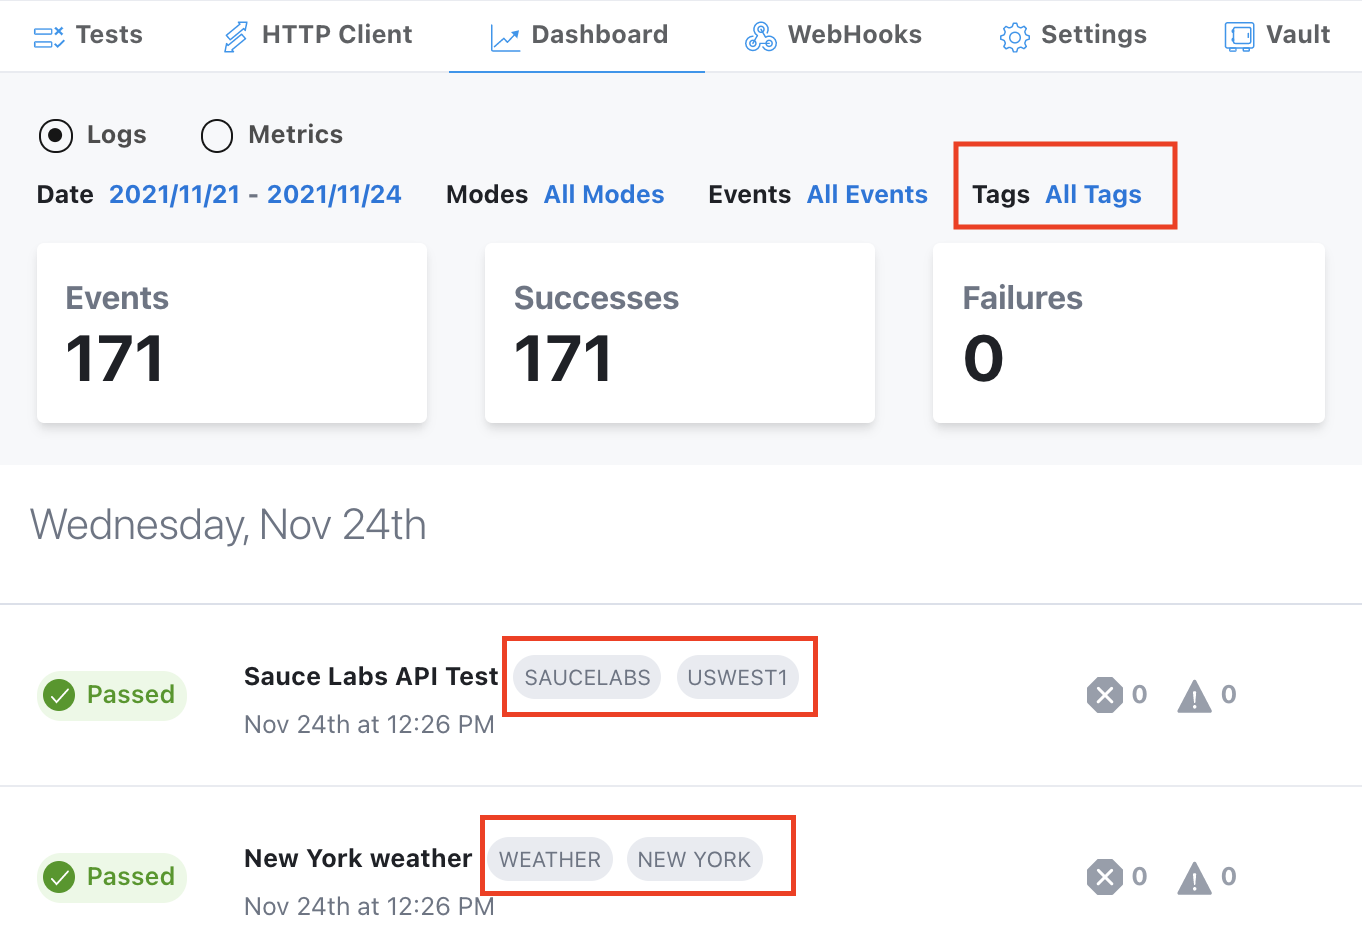 Tests HTTP Client Dashboard WebHooks Settings Vault
Logs Metrics
Date 2021/11/21 - 2021/11/24 Modes All Modes Events All Events Tags All Tags
Events Successes Failures
171 171 0
Wednesday, Nov 24th
Passed Sauce Labs API Test SAUCELABS USWEST1 0 0
Nov 24th at 12:26 PM
Passed New York weather WEATHER NEW YORK 0 0
Nov 24th at 12:26 PM